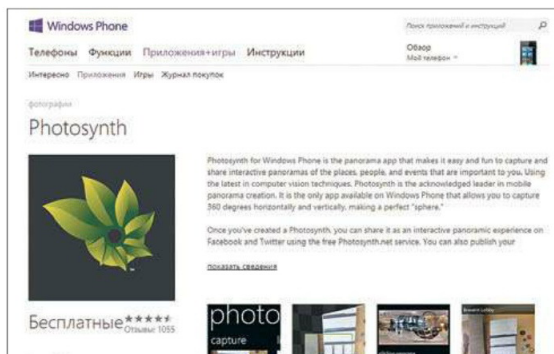 Windows Phone
Поиск приложений и инструкций
Телефоны Функции Приложения+игры Инструкции
Обзор
Мой телефон
Интересно Приложения Игры Журнал покупок
фотографии
Photosynth
Photosynth for Windows Phone is the panorama app that makes it easy and fun to capture and
share interactive panoramas of the places, people, and events that are important to you. Using
the latest in computer vision techniques, Photosynth is the acknowledged leader in mobile
panorama creation. It is the only app available on Windows Phone that allows you to capture
360 degrees horizontally and vertically, making a perfect "sphere."
Once you've created a Photosynth, you can share it as an interactive panoramic experience on
Facebook and Twitter using the free Photosynth.net service. You can also publish your
показать сведения
TM
Бесплатные
Отзывы: 1055
photo
capture